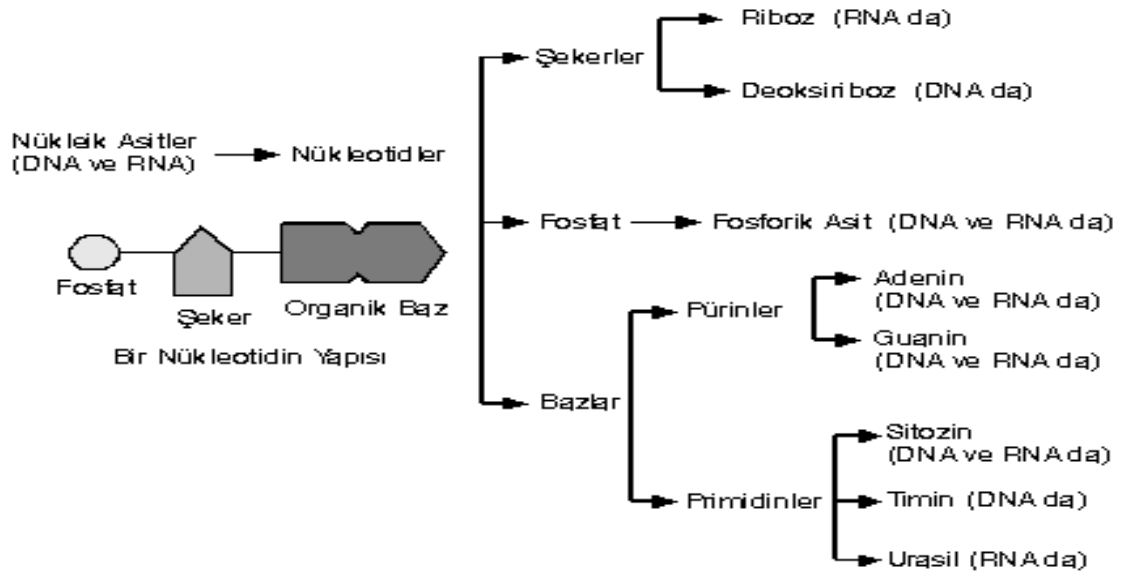 Nükleik Asitler
(DNA ve RNA)
Nükleotidler
Fosfat
Şeker
Organik Baz
Bir Nükleotidin Yapısı
Şekerler
Riboz (RNA da)
Deoksiriboz (DNA da)
Fosfat
Fosforik Asit (DNA ve RNA da)
Bazlar
Pürinler
Adenin
(DNA ve RNA da)
Guanin
(DNA ve RNA da)
Primidinler
Sitozin
(DNA ve RNA da)
Timin (DNA da)
Urasil (RNA da)